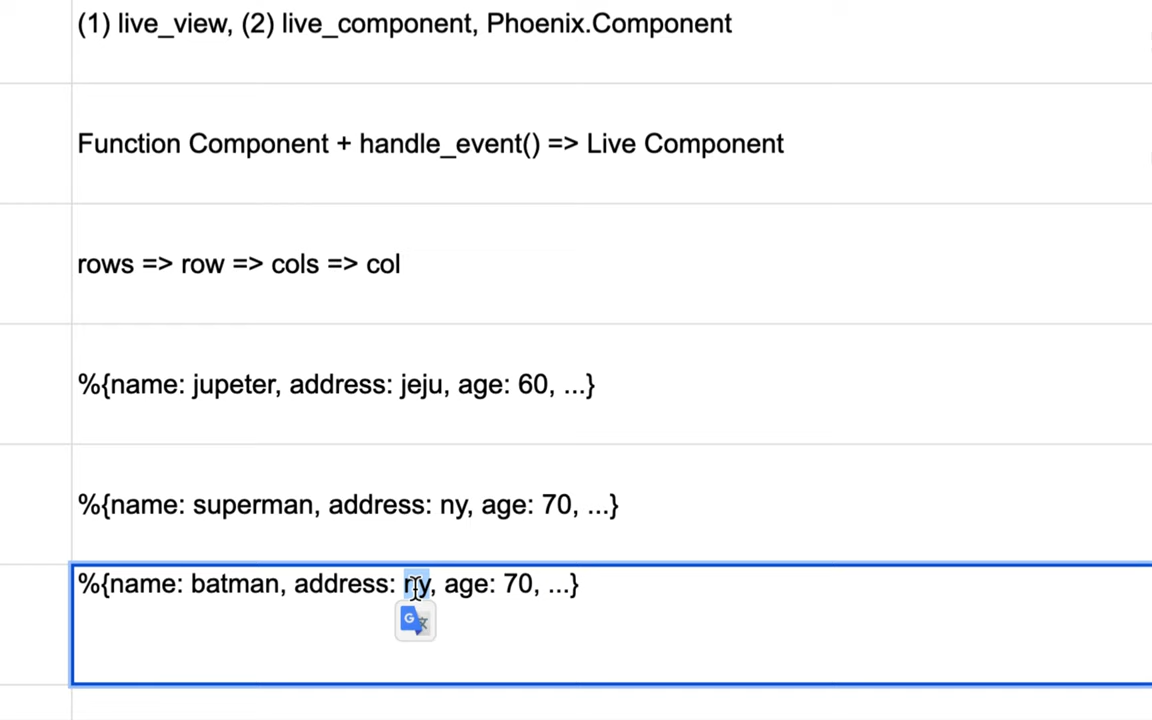 (1) live_view, (2) live_component, Phoenix.Component
Function Component + handle_event() => Live Component
rows => row => cols => col
%{name: jupeter, address: jeju, age: 60, ...}
%{name: superman, address: ny, age: 70, ...}
%{name: batman, address: ny, age: 70, ...}